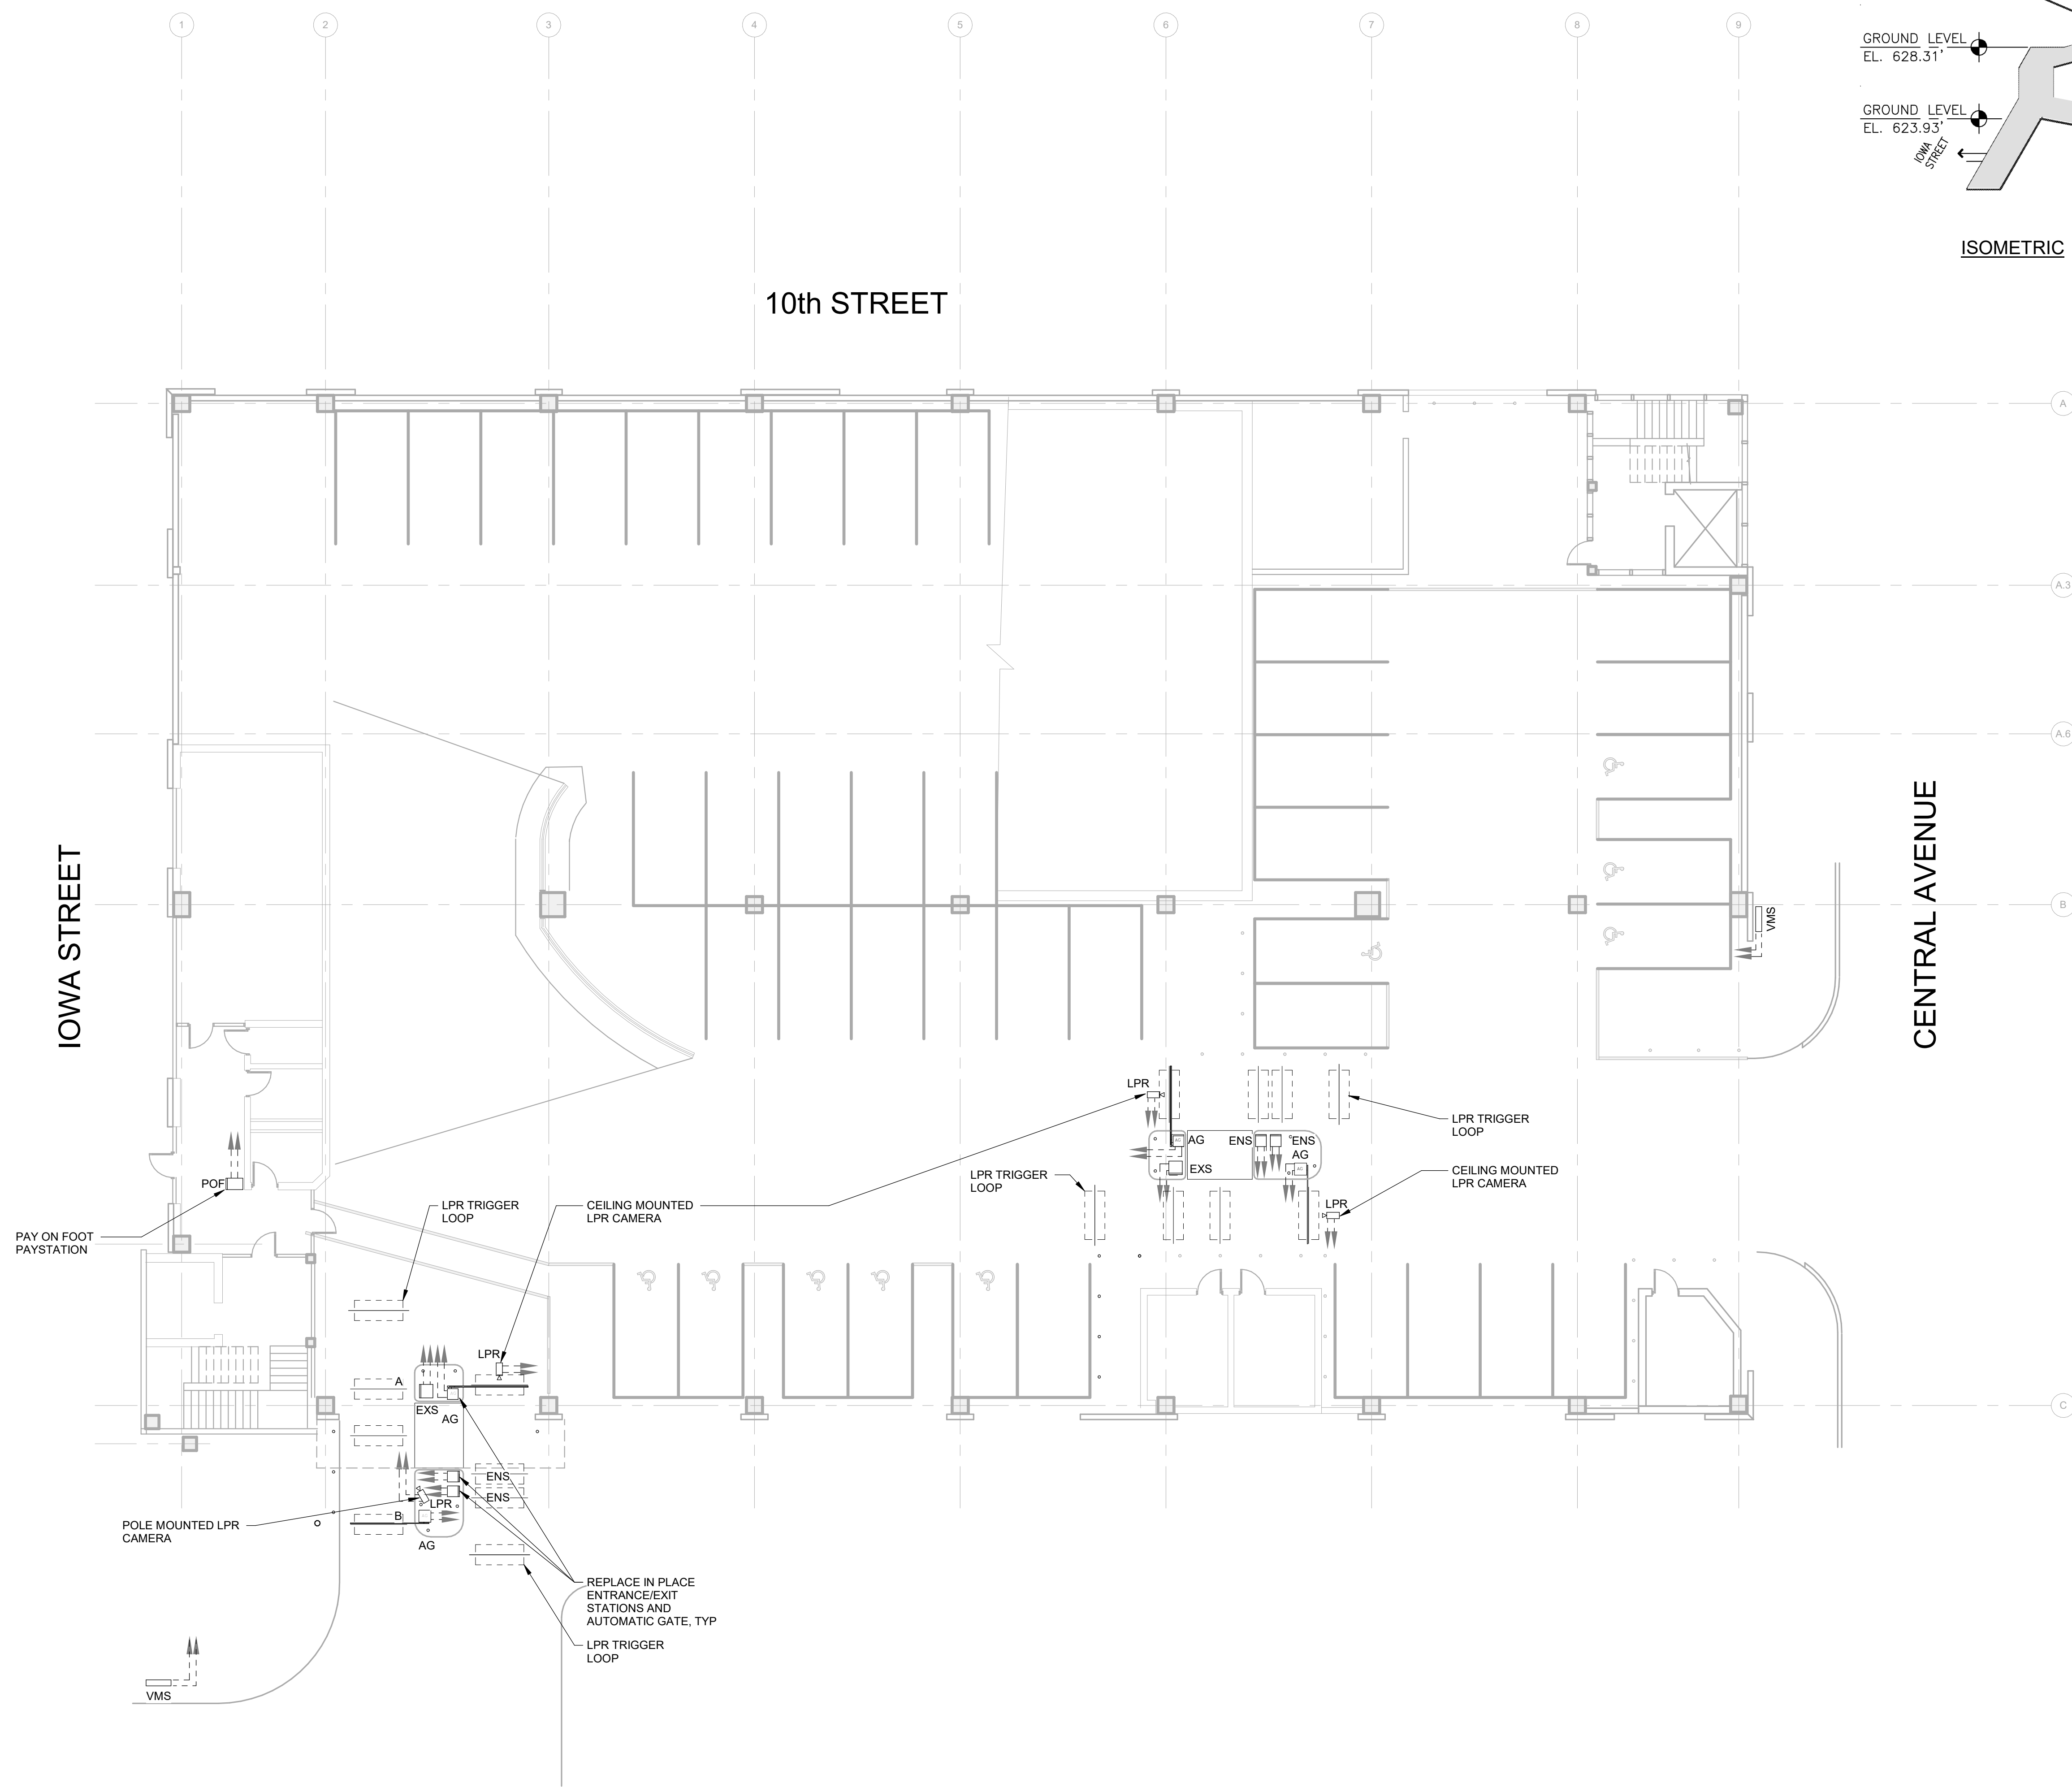 1
2
3
4
5
6
7
8
9
GROUND LEVEL
EL. 628.31'
GROUND LEVEL
EL. 623.93'
IOWA
STREET
ISOMETRIC
10th STREET
A
A.3
A.6
B
C
IOWA STREET
CENTRAL AVENUE
VMS
LPR
AG
ENS
ENS
AG
EXS
LPR
LPR TRIGGER
LOOP
CEILING MOUNTED
LPR CAMERA
LPR TRIGGER
LOOP
POF
PAY ON FOOT
PAYSTATION
LPR TRIGGER
LOOP
CEILING MOUNTED
LPR CAMERA
LPR
A
EXS
AG
ENS
ENS
LPR
B
AG
POLE MOUNTED LPR
CAMERA
REPLACE IN PLACE
ENTRANCE/EXIT
STATIONS AND
AUTOMATIC GATE, TYP
LPR TRIGGER
LOOP
VMS